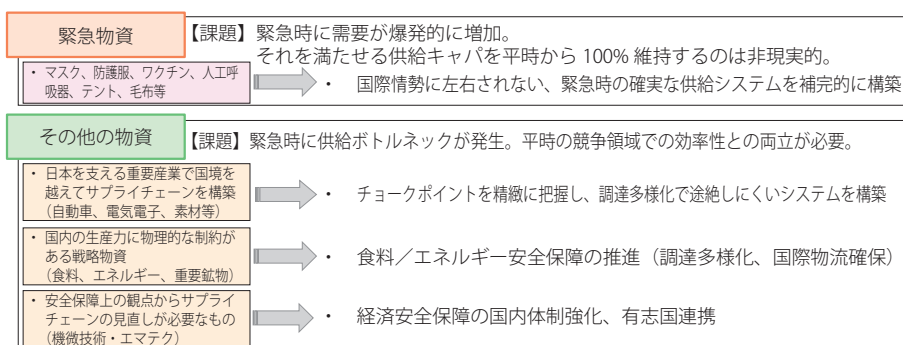 緊急物資
【課題】緊急時に需要が爆発的に増加。
それを満たせる供給キャパを平時から 100% 維持するのは非現実的。
・ マスク、防護服、ワクチン、人工呼
吸器、テント、毛布等
・ 国際情勢に左右されない、緊急時の確実な供給システムを補完的に構築
その他の物資
【課題】緊急時に供給ボトルネックが発生。平時の競争領域での効率性との両立が必要。
・ 日本を支える重要産業で国境を
越えてサプライチェーンを構築
（自動車、電気電子、素材等）
・ チョークポイントを精緻に把握し、調達多様化で途絶しにくいシステムを構築
・ 国内の生産力に物理的な制約が
ある戦略物資
（食料、エネルギー、重要鉱物）
・ 食料／エネルギー安全保障の推進（調達多様化、国際物流確保）
・ 安全保障上の観点からサプライ
チェーンの見直しが必要なもの
（機微技術・エマテク）
・ 経済安全保障の国内体制強化、有志国連携